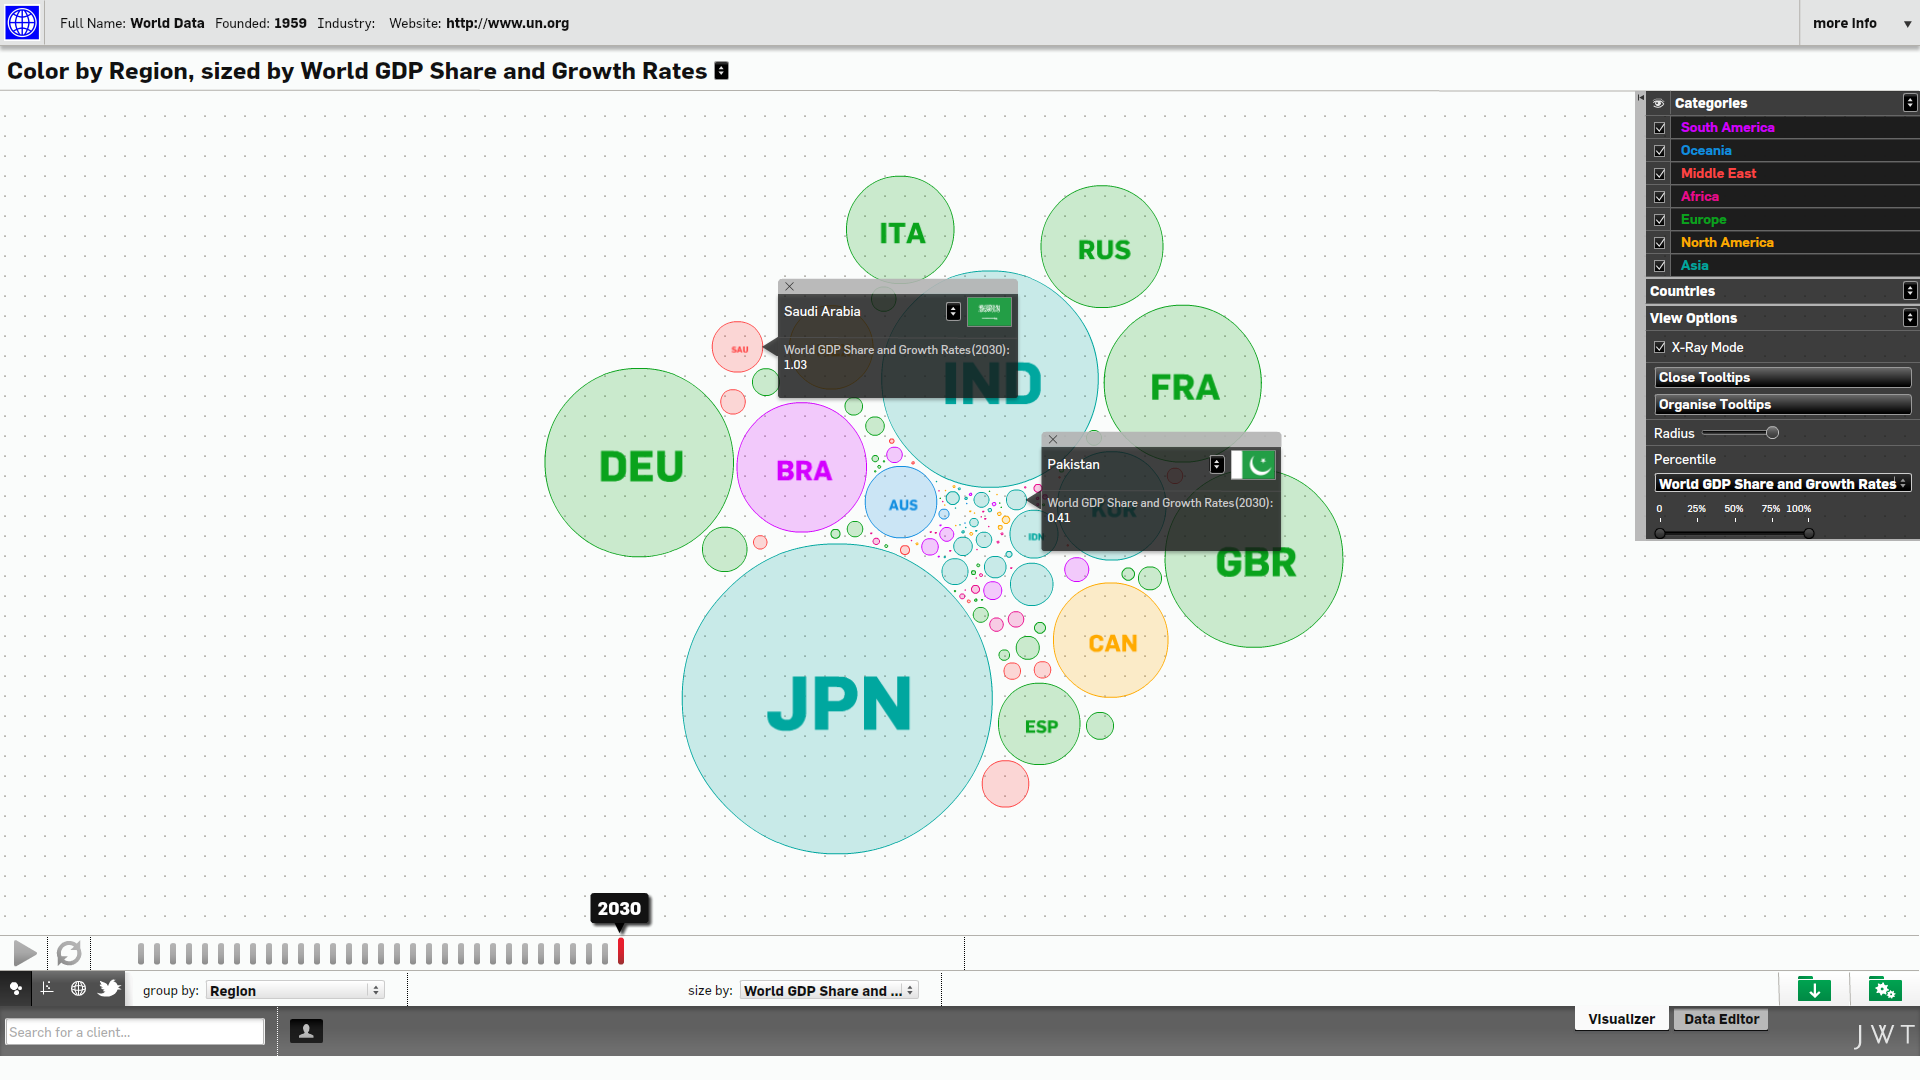 Full Name: World Data Founded: 1959 Industry: Website: http://www.un.org
more info
Color by Region, sized by World GDP Share and Growth Rates
Categories
South America
Oceania
Middle East
Africa
Europe
North America
Asia
Countries
View Options
X-Ray Mode
Close Tooltips
Organise Tooltips
Radius
Percentile
World GDP Share and Growth Rates
0 25% 50% 75% 100%
ITA
RUS
Saudi Arabia
World GDP Share and Growth Rates(2030):
1.03
SAU
IND
FRA
DEU
BRA
Pakistan
World GDP Share and Growth Rates(2030):
0.41
AUS
KOR
IDN
GBR
CAN
JPN
ESP
2030
group by: Region
size by: World GDP Share and ...
Search for a client...
Visualizer
Data Editor
JWT